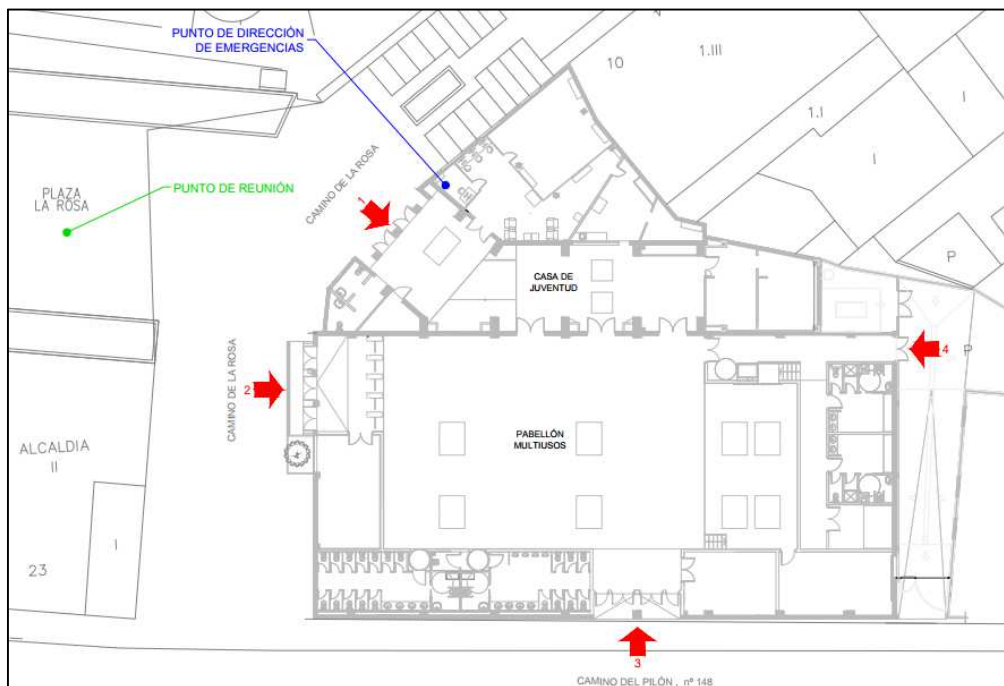 PUNTO DE DIRECCIÓN
DE EMERGENCIAS
10
1.III
1.I
I
I
I
PLAZA
LA ROSA
PUNTO DE REUNIÓN
CAMINO DE LA ROSA
1
CASA DE
JUVENTUD
P
P
4
CAMINO DE LA ROSA
2
PABELLÓN
MULTIUSOS
ALCALDIA
II
I
23
3
CAMINO DEL PILÓN , nº 148